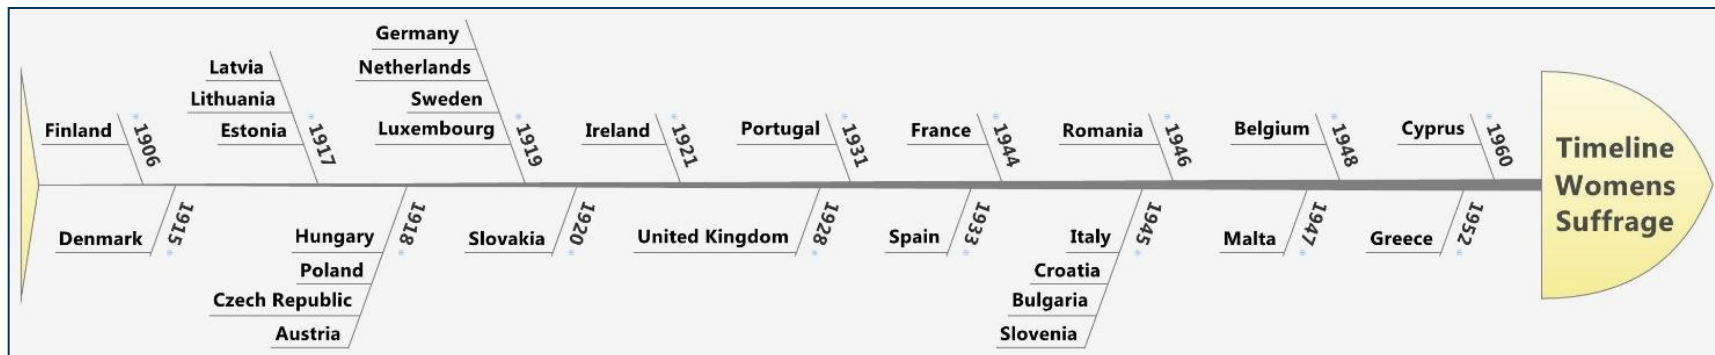 Finland
1906
Denmark
1915
Latvia
Lithuania
Estonia
1917
Hungary
Poland
Czech Republic
Austria
1918
Germany
Netherlands
Sweden
Luxembourg
1919
Slovakia
1920
Ireland
1921
United Kingdom
1928
Portugal
1931
Spain
1933
France
1944
Italy
Croatia
Bulgaria
Slovenia
1945
Romania
1946
Malta
1947
Belgium
1948
Greece
1952
Cyprus
1960
Timeline
Womens
Suffrage